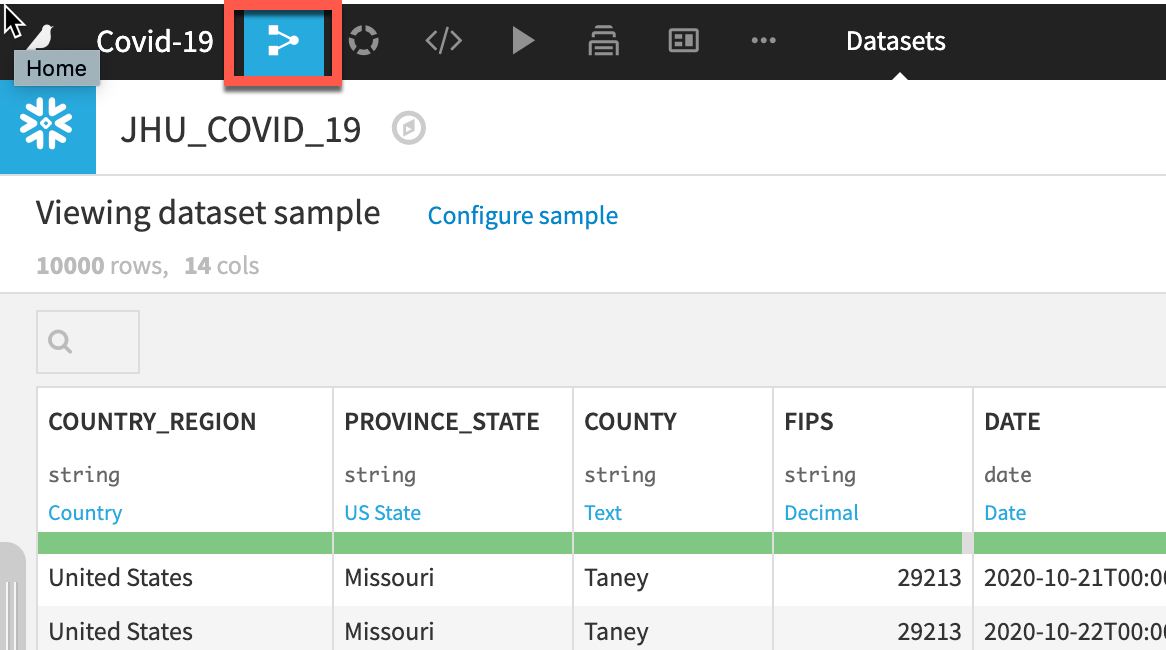 Covid-19 </> Datasets
Home
JHU_COVID_19
Viewing dataset sample Configure sample
10000 rows, 14 cols
COUNTRY_REGION PROVINCE_STATE COUNTY FIPS DATE
string string string string date
Country US State Text Decimal Date
United States Missouri Taney 29213 2020-10-21T00:0
United States Missouri Taney 29213 2020-10-22T00:0